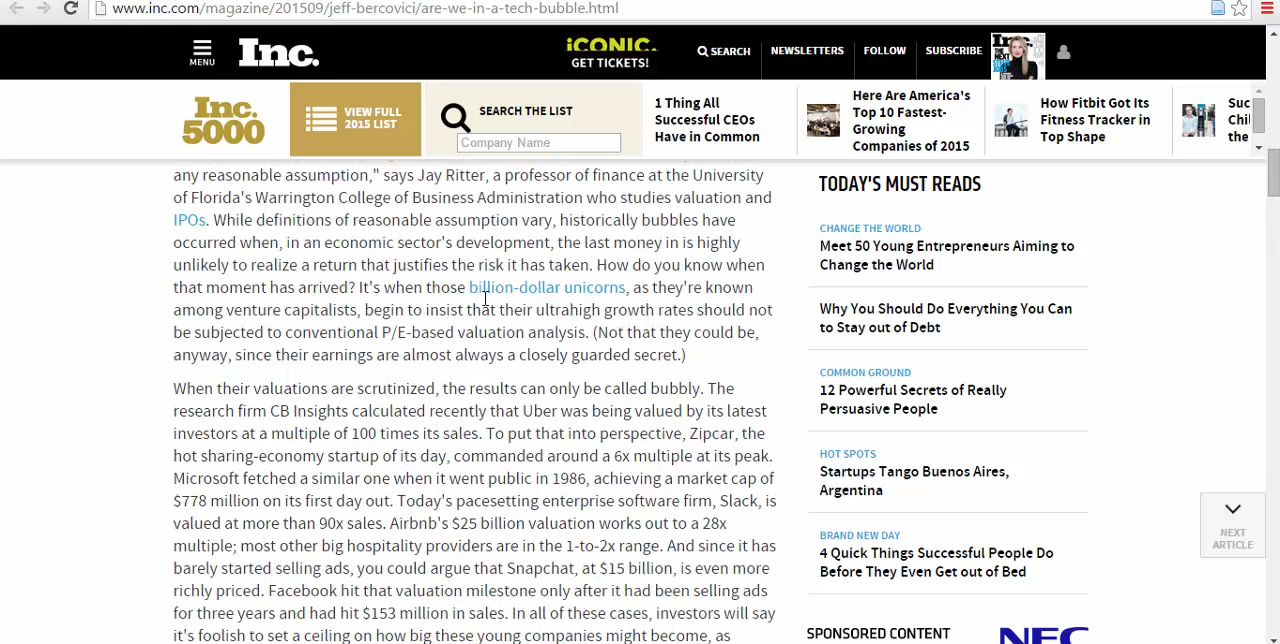 www.inc.com/magazine/201509/jeff-bercovici/are-we-in-a-tech-bubble.html
MENU
Inc.
ICONIC.
GET TICKETS!
SEARCH
NEWSLETTERS
FOLLOW
SUBSCRIBE
Inc.
5000
VIEW FULL
2015 LIST
SEARCH THE LIST
Company Name
1 Thing All
Successful CEOs
Have in Common
Here Are America's
Top 10 Fastest-
Growing
Companies of 2015
How Fitbit Got Its
Fitness Tracker in
Top Shape
Suc
Chil
the
any reasonable assumption," says Jay Ritter, a professor of finance at the University
of Florida's Warrington College of Business Administration who studies valuation and
IPOs. While definitions of reasonable assumption vary, historically bubbles have
occurred when, in an economic sector's development, the last money in is highly
unlikely to realize a return that justifies the risk it has taken. How do you know when
that moment has arrived? It's when those billion-dollar unicorns, as they're known
among venture capitalists, begin to insist that their ultrahigh growth rates should not
be subjected to conventional P/E-based valuation analysis. (Not that they could be,
anyway, since their earnings are almost always a closely guarded secret.)
When their valuations are scrutinized, the results can only be called bubbly. The
research firm CB Insights calculated recently that Uber was being valued by its latest
investors at a multiple of 100 times its sales. To put that into perspective, Zipcar, the
hot sharing-economy startup of its day, commanded around a 6x multiple at its peak.
Microsoft fetched a similar one when it went public in 1986, achieving a market cap of
$778 million on its first day out. Today's pacesetting enterprise software firm, Slack, is
valued at more than 90x sales. Airbnb's $25 billion valuation works out to a 28x
multiple; most other big hospitality providers are in the 1-to-2x range. And since it has
barely started selling ads, you could argue that Snapchat, at $15 billion, is even more
richly priced. Facebook hit that valuation milestone only after it had been selling ads
for three years and had hit $153 million in sales. In all of these cases, investors will say
it's foolish to set a ceiling on how big these young companies might become, as
TODAY'S MUST READS
CHANGE THE WORLD
Meet 50 Young Entrepreneurs Aiming to
Change the World
Why You Should Do Everything You Can
to Stay out of Debt
COMMON GROUND
12 Powerful Secrets of Really
Persuasive People
HOT SPOTS
Startups Tango Buenos Aires,
Argentina
BRAND NEW DAY
4 Quick Things Successful People Do
Before They Even Get out of Bed
SPONSORED CONTENT
NEC
NEXT
ARTICLE